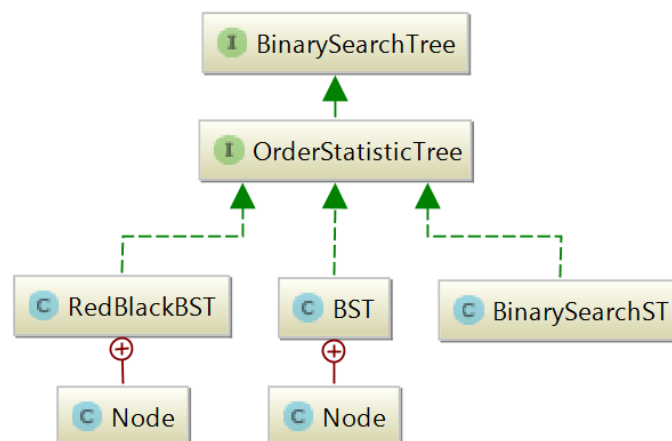 I BinarySearchTree
I OrderStatisticTree
C RedBlackBST
C BST
C BinarySearchST
C Node
C Node